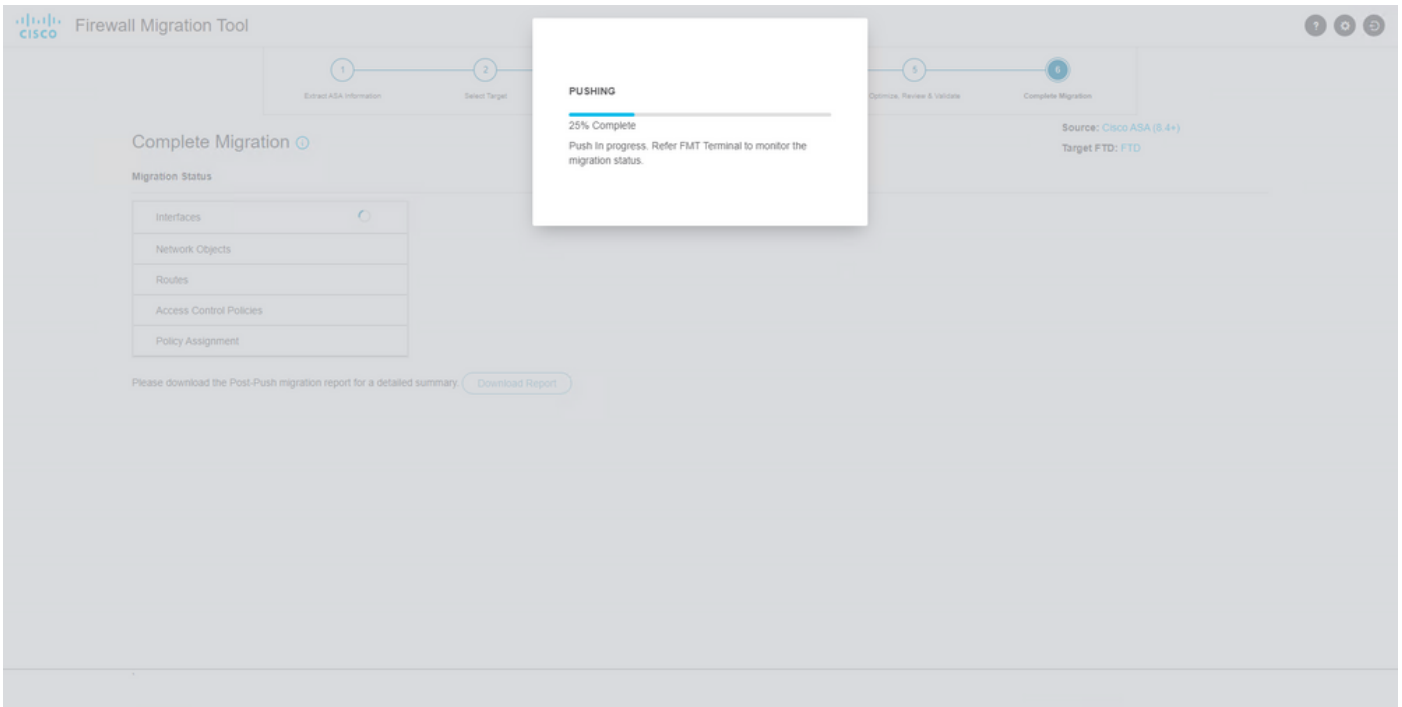 CISCO
Firewall Migration Tool
?
1
2
5
6
Extract ASA Information
Select Target
Optimize, Review & Validate
Complete Migration
PUSHING
25% Complete
Push In progress. Refer FMT Terminal to monitor the
migration status.
Complete Migration
Source: Cisco ASA (8.4+)
Target FTD: FTD
Migration Status
Interfaces
Network Objects
Routes
Access Control Policies
Policy Assignment
Please download the Post-Push migration report for a detailed summary. Download Report